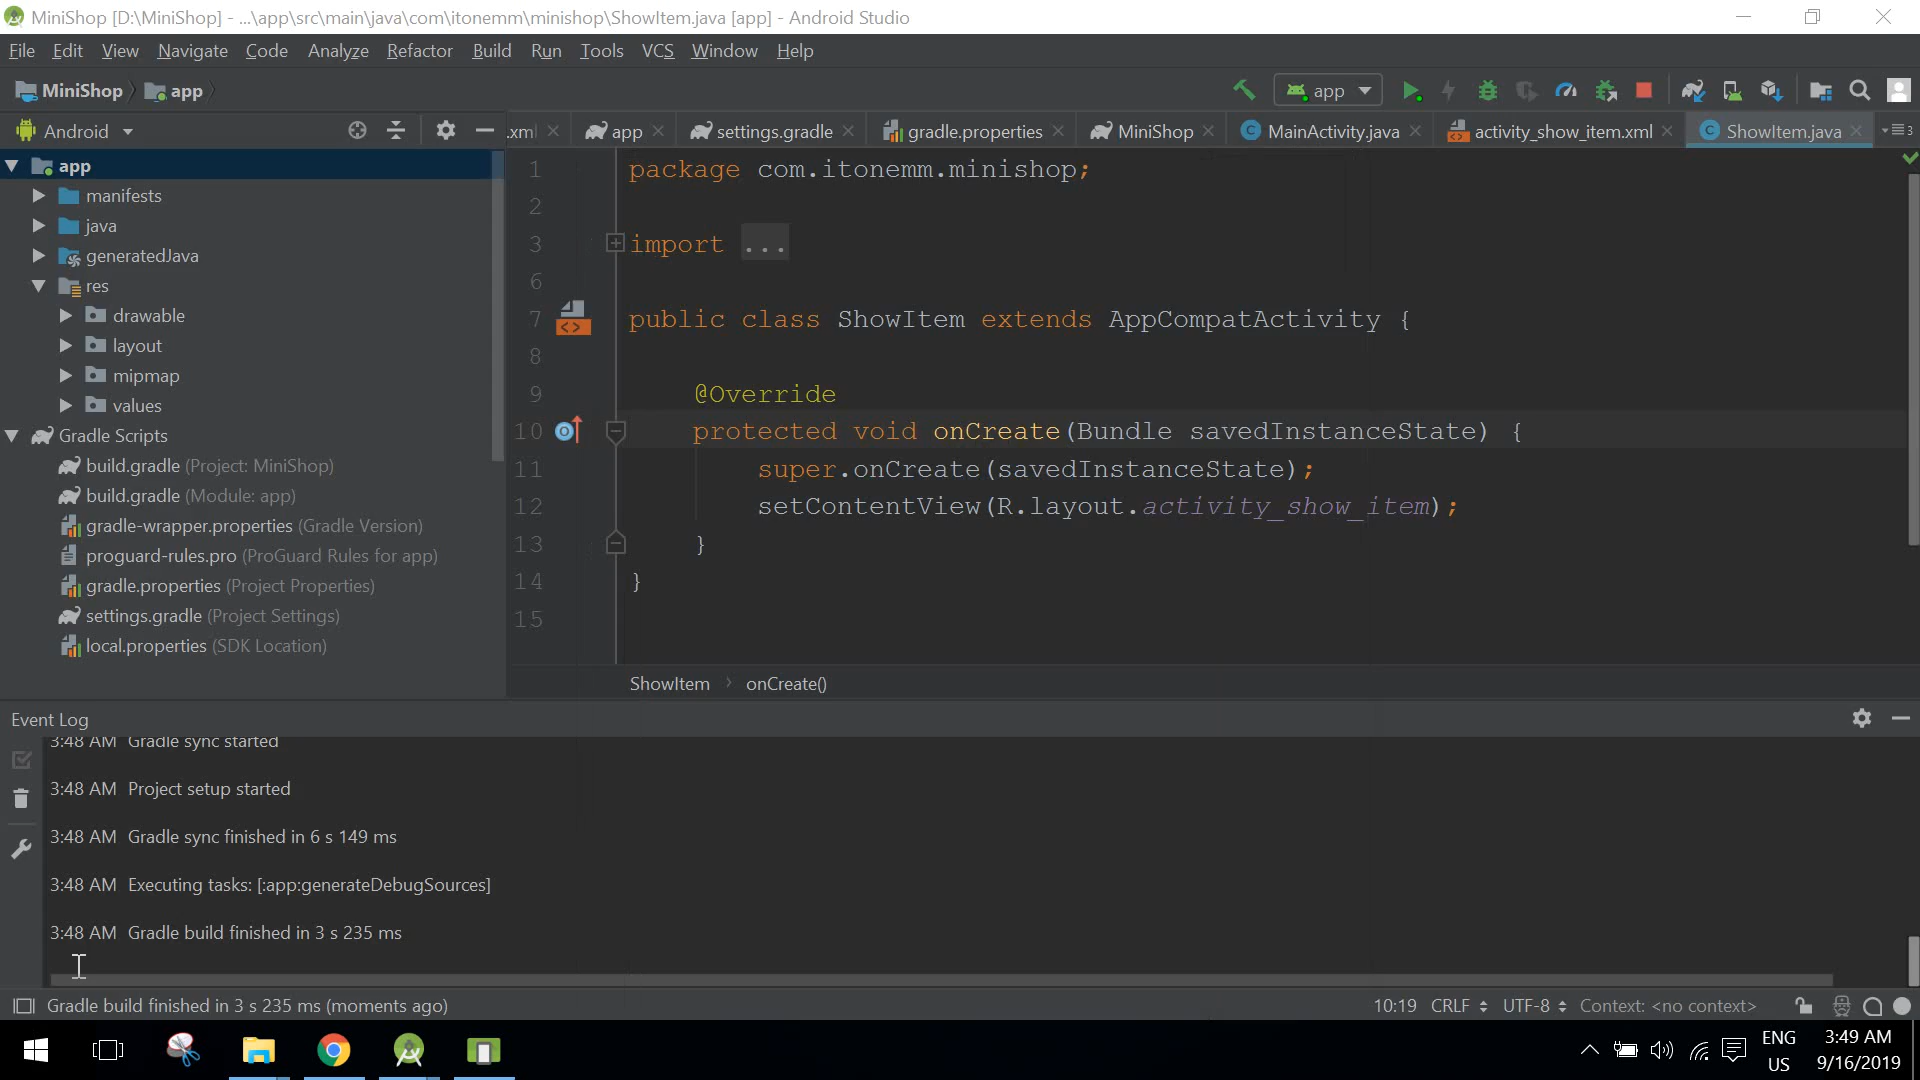 MiniShop [D:\MiniShop] - ...\app\src\main\java\com\itonemm\minishop\ShowItem.java [app] - Android Studio
File Edit View Navigate Code Analyze Refactor Build Run Tools VCS Window Help
MiniShop app
app
Android
.xml app settings.gradle gradle.properties MiniShop MainActivity.java activity_show_item.xml ShowItem.java 3
app
manifests
java
generatedJava
res
drawable
layout
mipmap
values
Gradle Scripts
build.gradle (Project: MiniShop)
build.gradle (Module: app)
gradle-wrapper.properties (Gradle Version)
proguard-rules.pro (ProGuard Rules for app)
gradle.properties (Project Properties)
settings.gradle (Project Settings)
local.properties (SDK Location)
1 package com.itonemm.minishop;
2
3 import ...
6
7 public class ShowItem extends AppCompatActivity {
8
9 @Override
10 protected void onCreate(Bundle savedInstanceState) {
11 super.onCreate(savedInstanceState);
12 setContentView(R.layout.activity_show_item);
13 }
14 }
15
ShowItem onCreate()
Event Log
3:48 AM Gradle sync started
3:48 AM Project setup started
3:48 AM Gradle sync finished in 6 s 149 ms
3:48 AM Executing tasks: [:app:generateDebugSources]
3:48 AM Gradle build finished in 3 s 235 ms
Gradle build finished in 3 s 235 ms (moments ago)
10:19 CRLF UTF-8 Context: <no context>
ENG
US
3:49 AM
9/16/2019